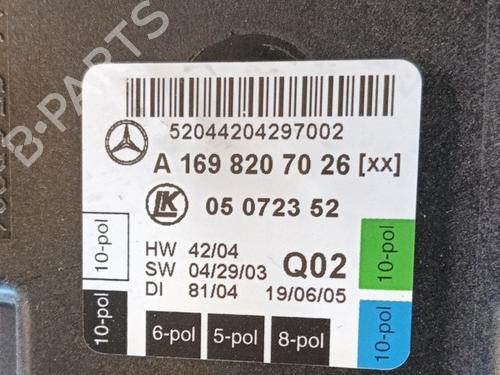 52044204297002
A 169 820 70 26 [xx]
LK 05 0723 52
HW 42/04
SW 04/29/03 Q02
DI 81/04 19/06/05
10-pol
10-pol
10-pol
10-pol
6-pol 5-pol 8-pol
B-PARTS